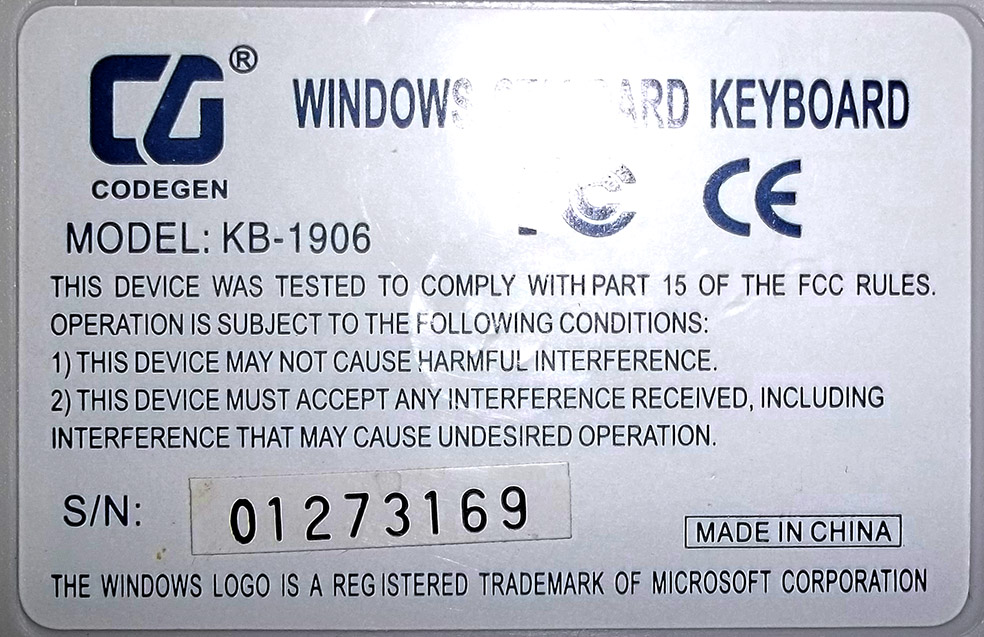 CG®
CODEGEN
WINDOWS STANDARD KEYBOARD
CE
MODEL: KB-1906
THIS DEVICE WAS TESTED TO COMPLY WITH PART 15 OF THE FCC RULES.
OPERATION IS SUBJECT TO THE FOLLOWING CONDITIONS:
1) THIS DEVICE MAY NOT CAUSE HARMFUL INTERFERENCE.
2) THIS DEVICE MUST ACCEPT ANY INTERFERENCE RECEIVED, INCLUDING
INTERFERENCE THAT MAY CAUSE UNDESIRED OPERATION.
S/N: 01273169
MADE IN CHINA
THE WINDOWS LOGO IS A REGISTERED TRADEMARK OF MICROSOFT CORPORATION